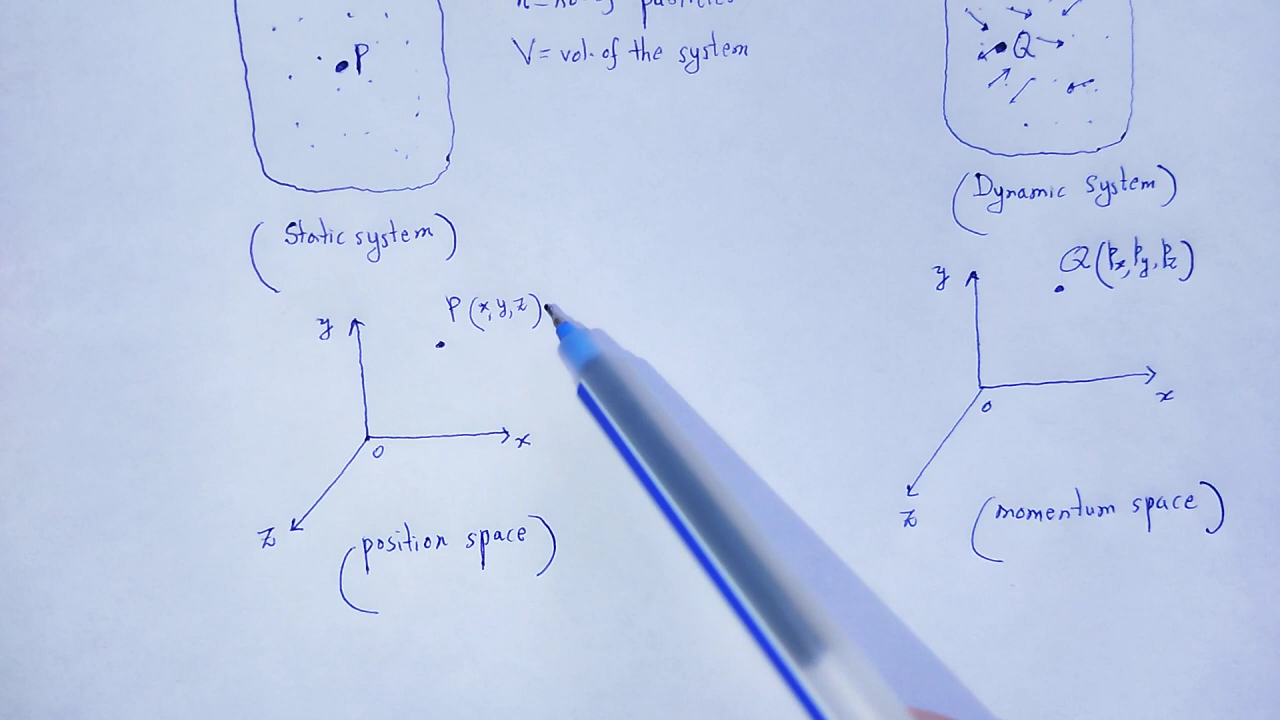 P
V = vol. of the system
Q
(Static system)
(Dynamic system)
y
P (x, y, z)
o
x
z
(position space)
y
Q (px, py, pz)
o
x
z
(momentum space)